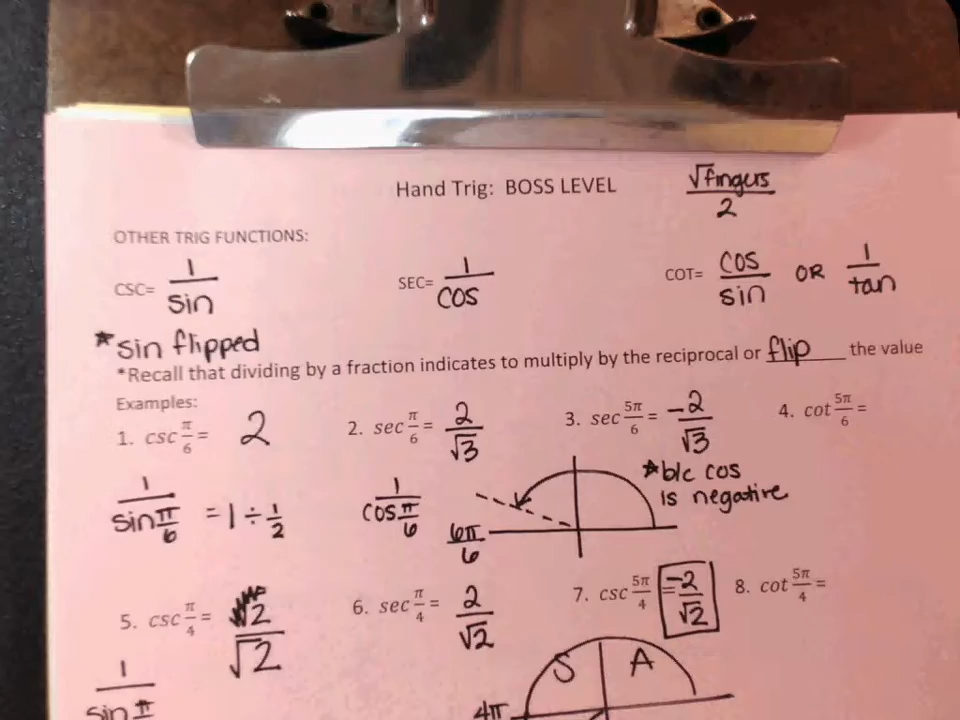 Hand Trig: BOSS LEVEL
√fingers / 2
OTHER TRIG FUNCTIONS:
CSC= 1/sin
SEC= 1/cos
COT= cos/sin OR 1/tan
*sin flipped
*Recall that dividing by a fraction indicates to multiply by the reciprocal or flip the value
Examples:
1. csc π/6 = 2
2. sec π/6 = 2/√3
3. sec 5π/6 = -2/√3
4. cot 5π/6 =
1/sin π/6 = 1 ÷ 1/2
1/cos π/6
6π/6
*b/c cos
is negative
5. csc π/4 = 2/√2
6. sec π/4 = 2/√2
7. csc 5π/4 = -2/√2
8. cot 5π/4 =
1/sin π
S A
4π